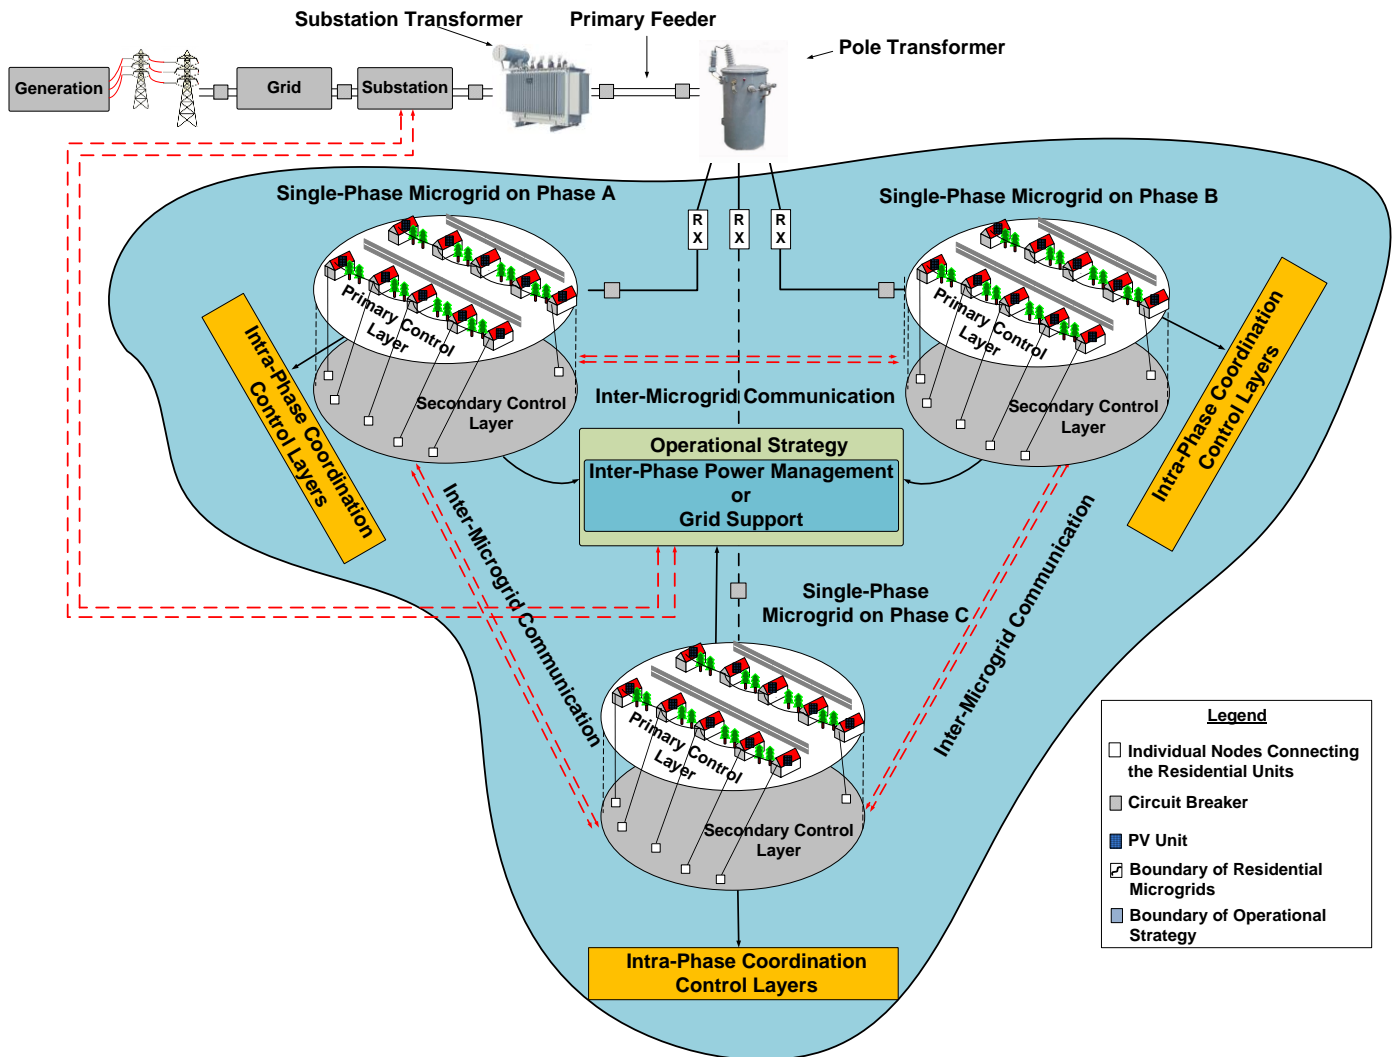 Substation Transformer
Primary Feeder
Pole Transformer
Generation
Grid
Substation
Single-Phase Microgrid on Phase A
Single-Phase Microgrid on Phase B
R
X
R
X
R
X
Primary Control
Layer
Secondary Control
Layer
Intra-Phase Coordination
Control Layers
Primary Control
Layer
Secondary Control
Layer
Intra-Phase Coordination
Control Layers
Inter-Microgrid Communication
Operational Strategy
Inter-Phase Power Management
or
Grid Support
Inter-Microgrid Communication
Inter-Microgrid Communication
Single-Phase
Microgrid on Phase C
Primary Control
Layer
Secondary Control
Layer
Intra-Phase Coordination
Control Layers
Legend
Individual Nodes Connecting
the Residential Units
Circuit Breaker
PV Unit
Boundary of Residential
Microgrids
Boundary of Operational
Strategy